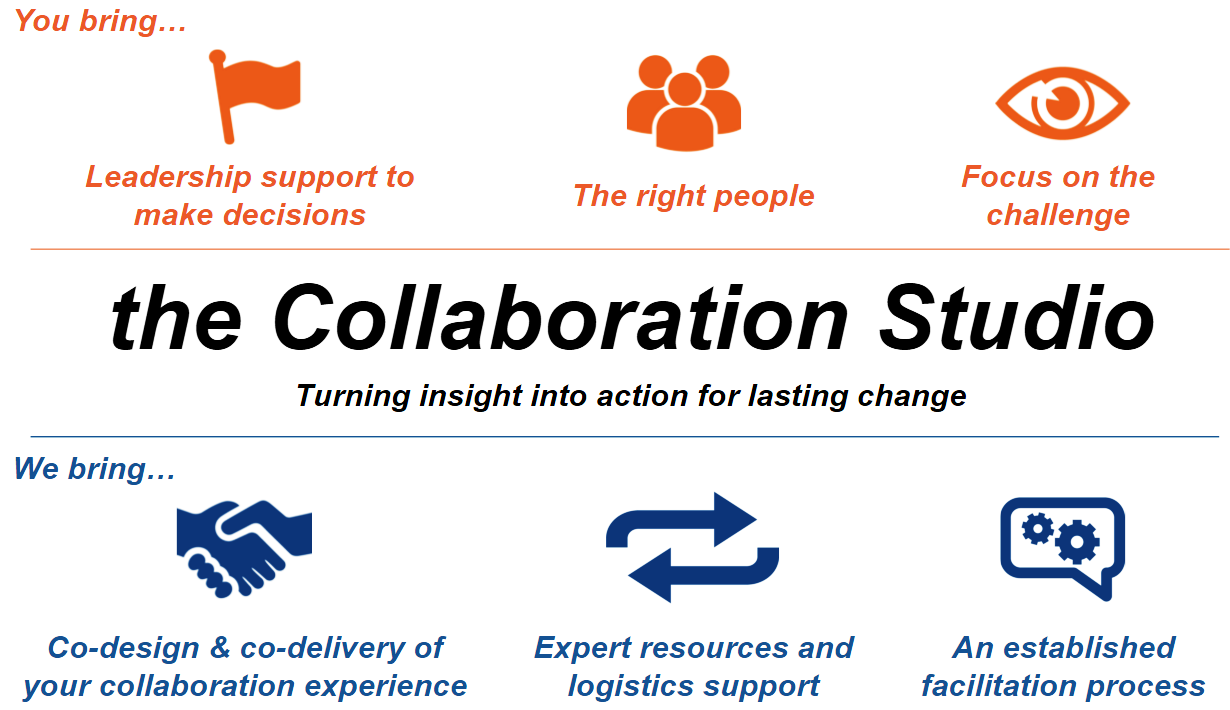 You bring…
Leadership support to
make decisions
The right people
Focus on the
challenge
the Collaboration Studio
Turning insight into action for lasting change
We bring…
Co-design & co-delivery of
your collaboration experience
Expert resources and
logistics support
An established
facilitation process